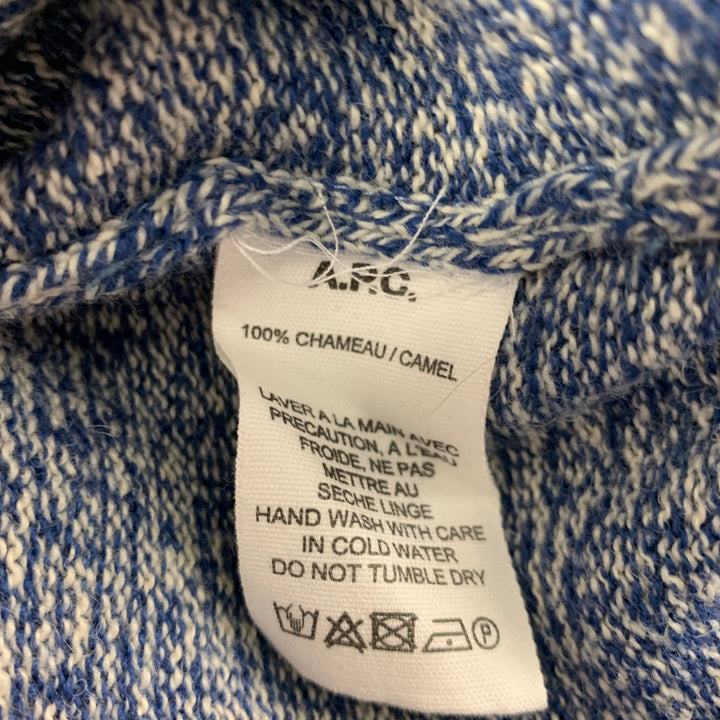 A.P.C.
100% CHAMEAU / CAMEL
LAVER A LA MAIN AVEC
PRECAUTION, A L'EAU
FROIDE, NE PAS
METTRE AU
SECHE LINGE
HAND WASH WITH CARE
IN COLD WATER
DO NOT TUMBLE DRY
P